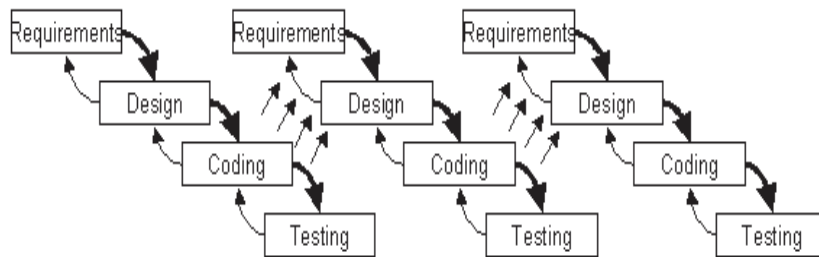 Requirements
Requirements
Requirements
Design
Design
Design
Coding
Coding
Coding
Testing
Testing
Testing